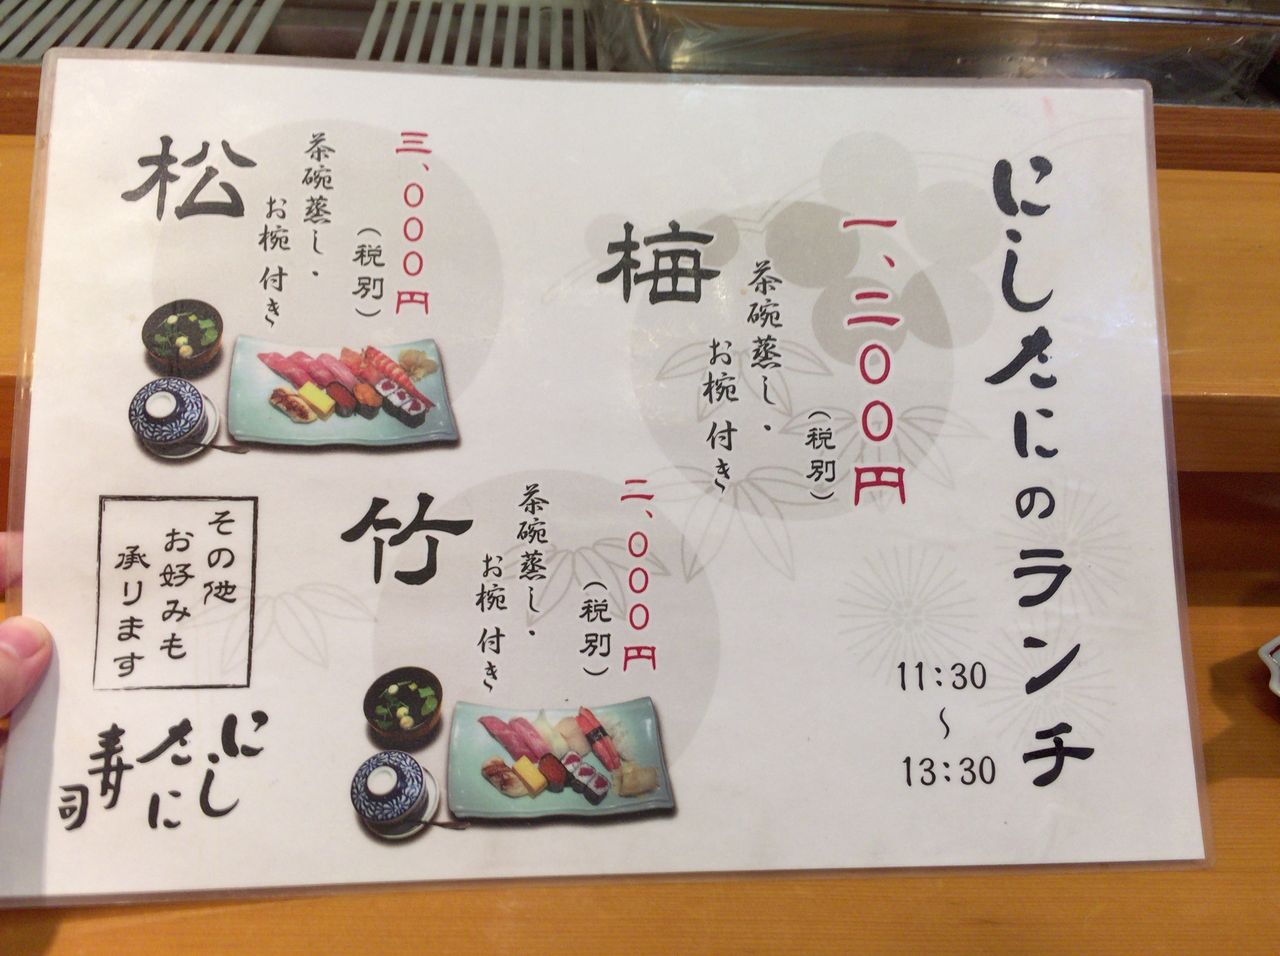 にしたにのランチ
11:30
〜
13:30
一、二〇〇円
(税別)
茶碗蒸し・
お椀付き
梅
二、〇〇〇円
(税別)
茶碗蒸し・
お椀付き
竹
三、〇〇〇円
(税別)
茶碗蒸し・
お椀付き
松
その他
お好みも
承ります
にし
たに
寿司